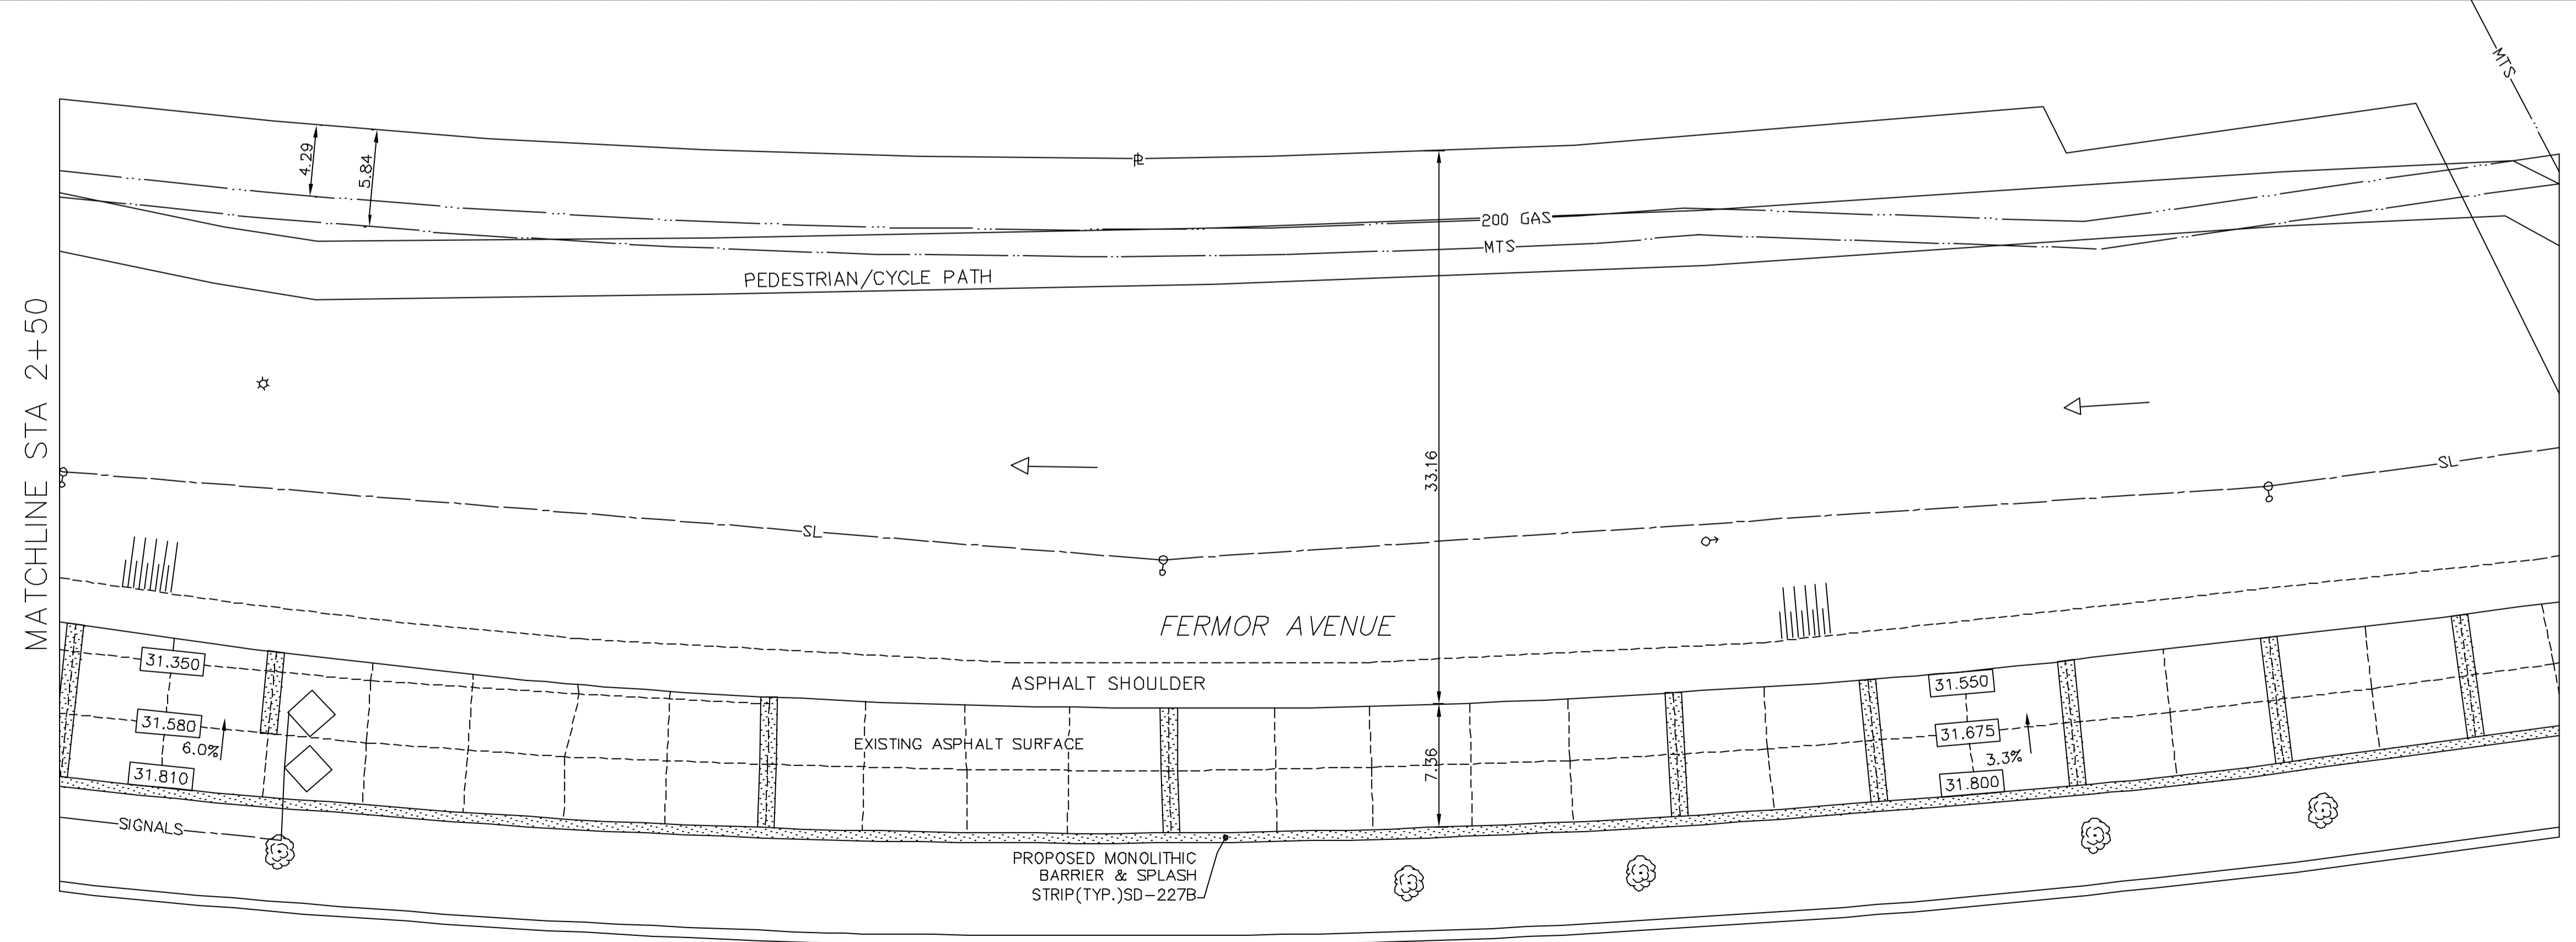 MATCHLINE STA 2+50
MTS
4.29
5.84
PL
200 GAS
MTS
PEDESTRIAN/CYCLE PATH
33.16
SL
SL
FERMOR AVENUE
ASPHALT SHOULDER
31.350
31.580
6.0%
31.810
EXISTING ASPHALT SURFACE
7.36
31.550
31.675
3.3%
31.800
SIGNALS
PROPOSED MONOLITHIC
BARRIER & SPLASH
STRIP(TYP.)SD-227B